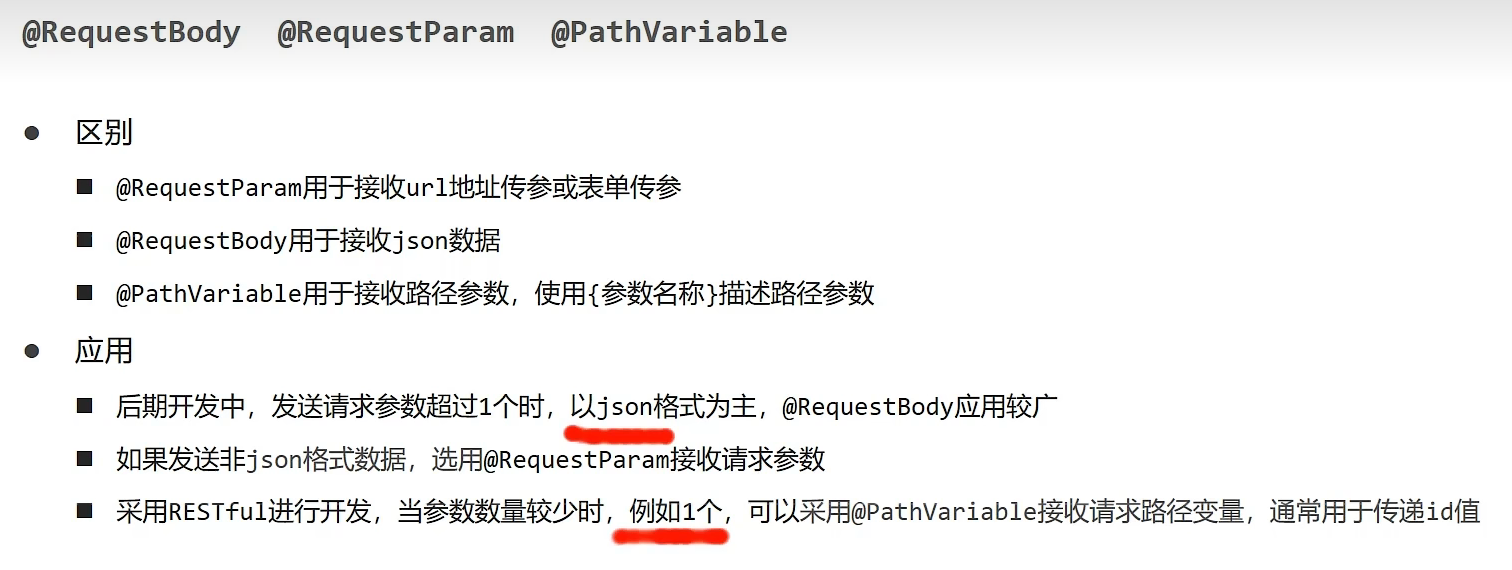 @RequestBody @RequestParam @PathVariable
● 区别
■ @RequestParam用于接收url地址传参或表单传参
■ @RequestBody用于接收json数据
■ @PathVariable用于接收路径参数，使用{参数名称}描述路径参数
● 应用
■ 后期开发中，发送请求参数超过1个时，以json格式为主，@RequestBody应用较广
■ 如果发送非json格式数据，选用@RequestParam接收请求参数
■ 采用RESTful进行开发，当参数数量较少时，例如1个，可以采用@PathVariable接收请求路径变量，通常用于传递id值